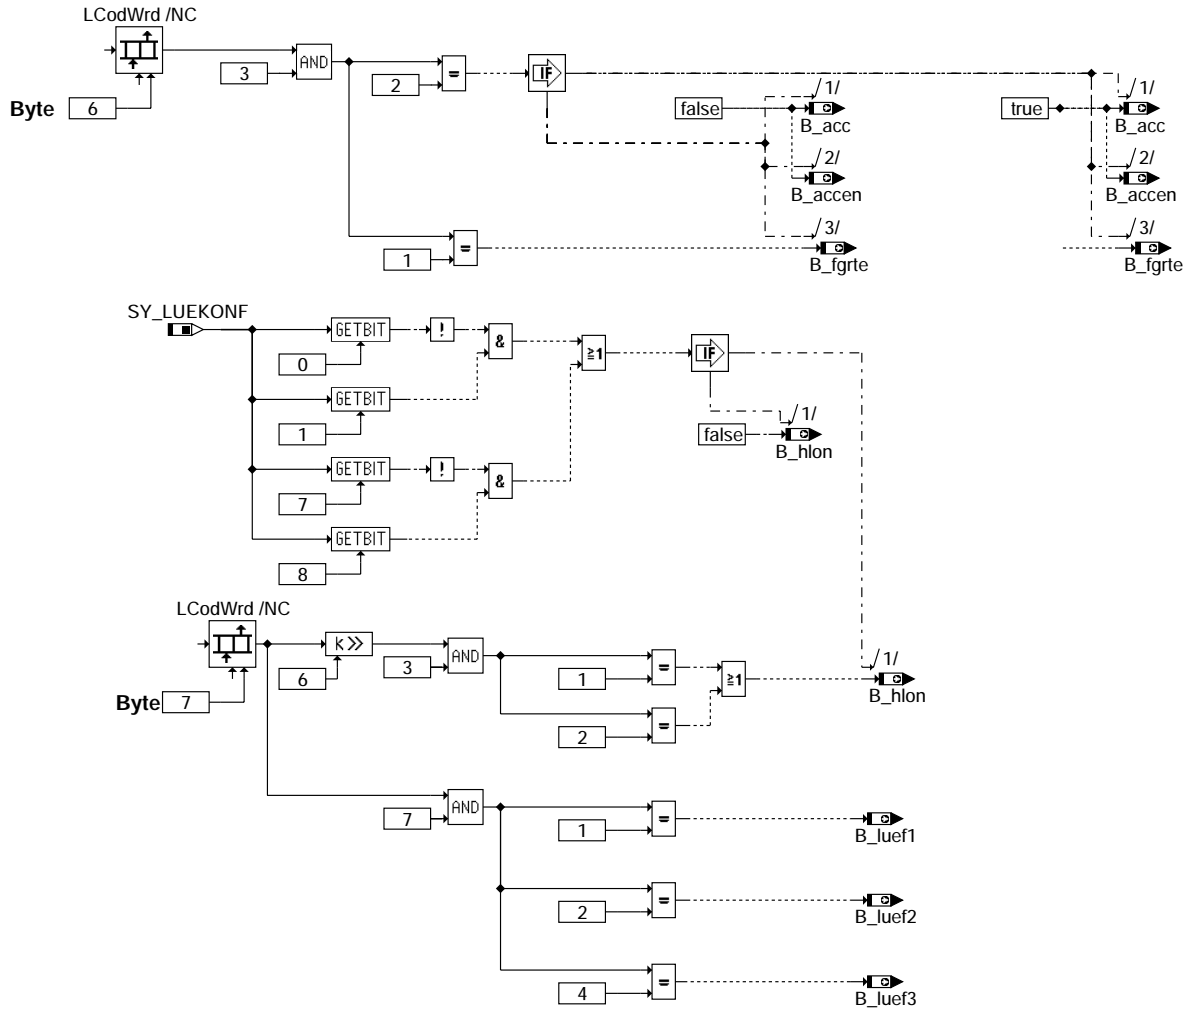 LCodWrd /NC
AND
3
2
=
IF
Byte 6
false
/1/
B_acc
true
/1/
B_acc
/2/
B_accen
/2/
B_accen
1
=
/3/
B_fgrte
/3/
B_fgrte
SY_LUEKONF
GETBIT
!
&
0
≥1
IF
GETBIT
1
/1/
false
B_hlon
GETBIT
!
&
7
GETBIT
8
LCodWrd /NC
k>>
AND
6
3
=
1
≥1
/1/
B_hlon
Byte 7
=
2
AND
7
=
1
B_luef1
=
2
B_luef2
=
4
B_luef3